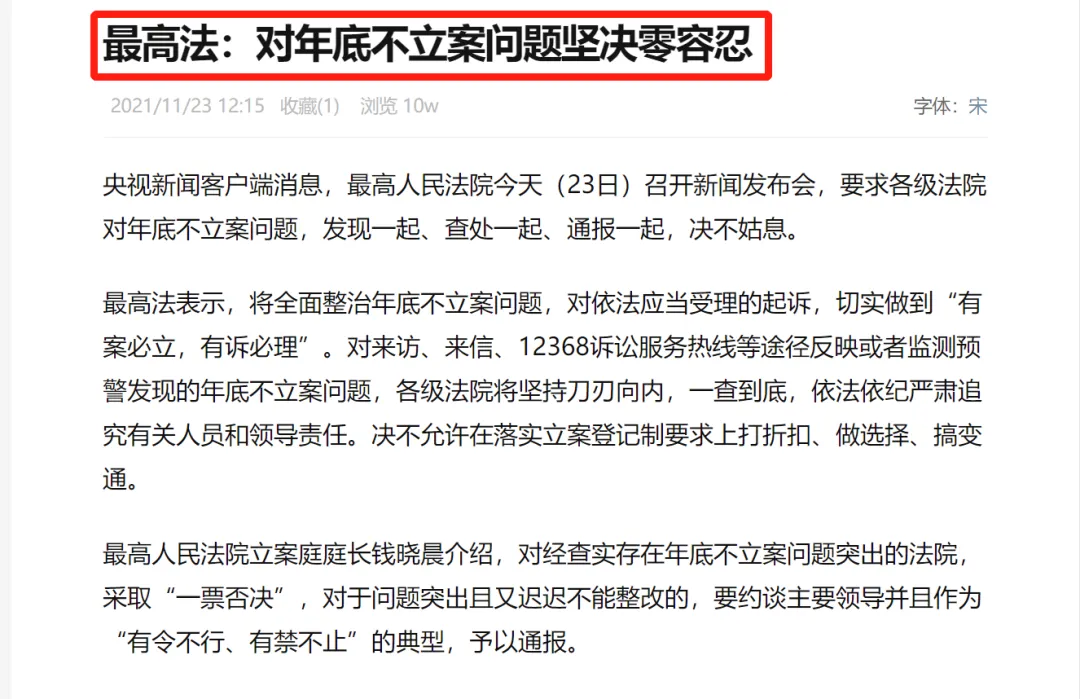 最高法：对年底不立案问题坚决零容忍
2021/11/23 12:15 收藏(1) 浏览 10w 字体：宋
央视新闻客户端消息，最高人民法院今天（23日）召开新闻发布会，要求各级法院
对年底不立案问题，发现一起、查处一起、通报一起，决不姑息。
最高法表示，将全面整治年底不立案问题，对依法应当受理的起诉，切实做到“有
案必立，有诉必理”。对来访、来信、12368诉讼服务热线等途径反映或者监测预
警发现的年底不立案问题，各级法院将坚持刀刃向内，一查到底，依法依纪严肃追
究有关人员和领导责任。决不允许在落实立案登记制要求上打折扣、做选择、搞变
通。
最高人民法院立案庭庭长钱晓晨介绍，对经查实存在年底不立案问题突出的法院，
采取“一票否决”，对于问题突出且又迟迟不能整改的，要约谈主要领导并且作为
“有令不行、有禁不止”的典型，予以通报。